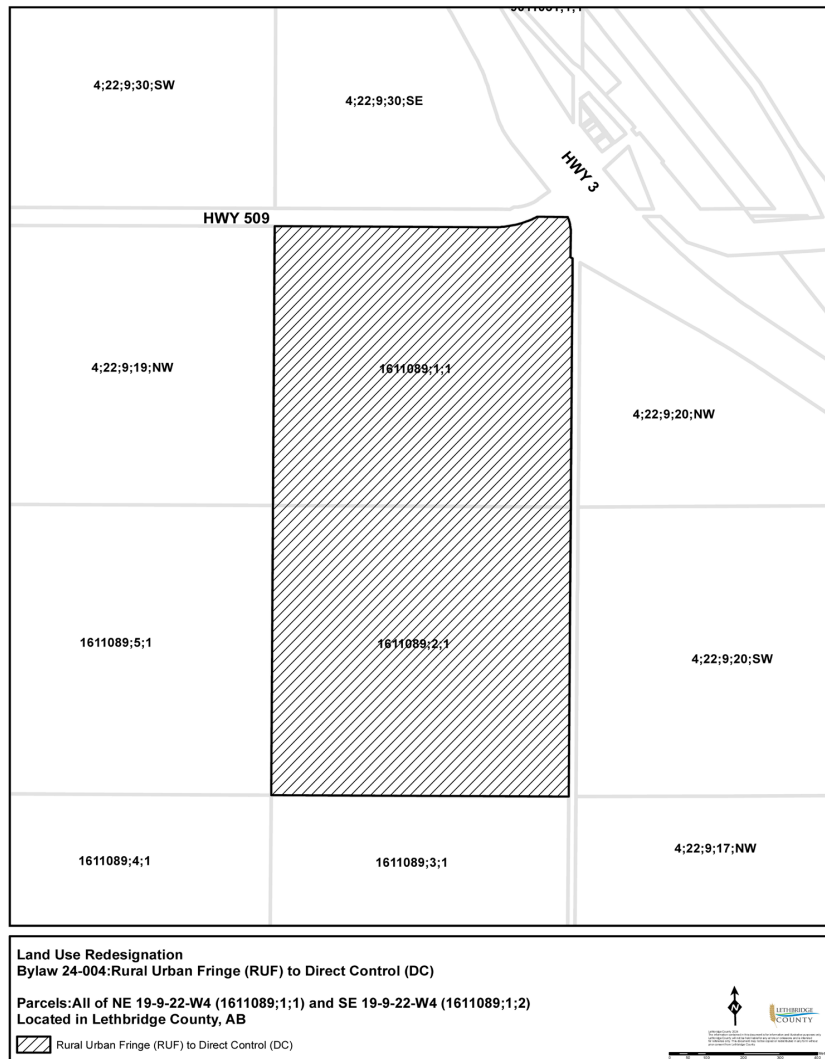 4;22;9;30;SW
4;22;9;30;SE
HWY 3
HWY 509
4;22;9;19;NW
1611089;1;1
4;22;9;20;NW
1611089;5;1
1611089;2;1
4;22;9;20;SW
1611089;4;1
1611089;3;1
4;22;9;17;NW
Land Use Redesignation
Bylaw 24-004:Rural Urban Fringe (RUF) to Direct Control (DC)
Parcels:All of NE 19-9-22-W4 (1611089;1;1) and SE 19-9-22-W4 (1611089;1;2)
Located in Lethbridge County, AB
Rural Urban Fringe (RUF) to Direct Control (DC)
N
LETHBRIDGE
COUNTY